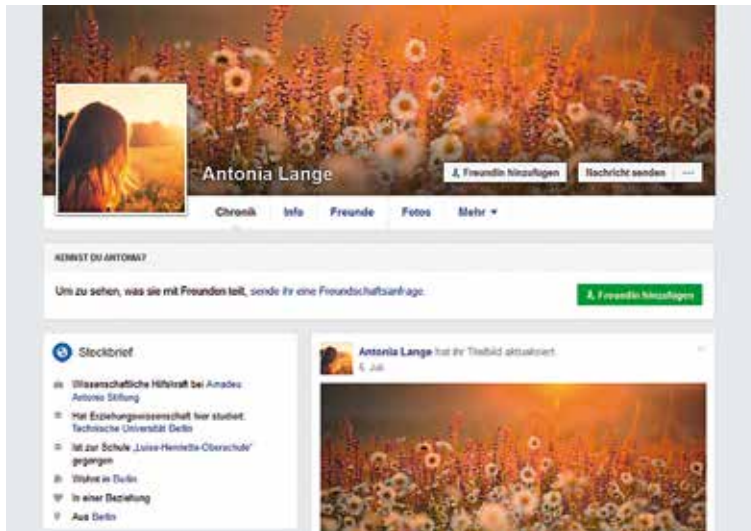 Antonia Lange
Freundin hinzufügen
Nachricht senden ...
Chronik Info Freunde Fotos Mehr
KENNST DU ANTONIA?
Um zu sehen, was sie mit Freunden teilt, sende ihr eine Freundschaftsanfrage.
Freundin hinzufügen
Steckbrief
Wissenschaftliche Hilfskraft bei Amadeu
Antonio Stiftung
Hat Erziehungswissenschaft hier studiert:
Technische Universität Berlin
Ist zur Schule „Luise-Henriette-Oberschule“
gegangen
Wohnt in Berlin
In einer Beziehung
Aus Berlin
Antonia Lange hat ihr Titelbild aktualisiert.
5. Juli